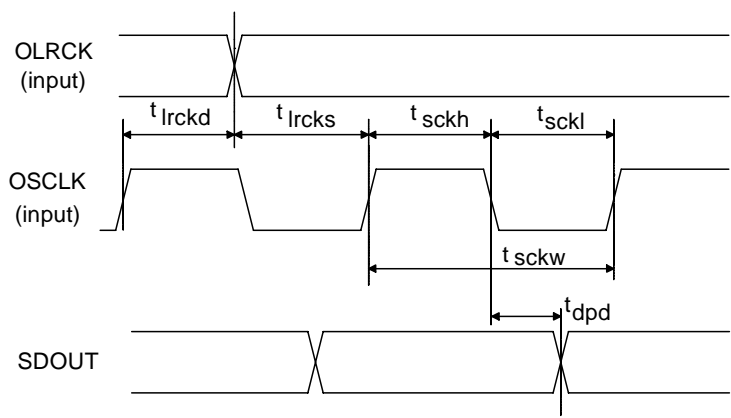 OLRCK
(input)
t lrckd
t lrcks
t sckh
t sckl
OSCLK
(input)
t sckw
t dpd
SDOUT